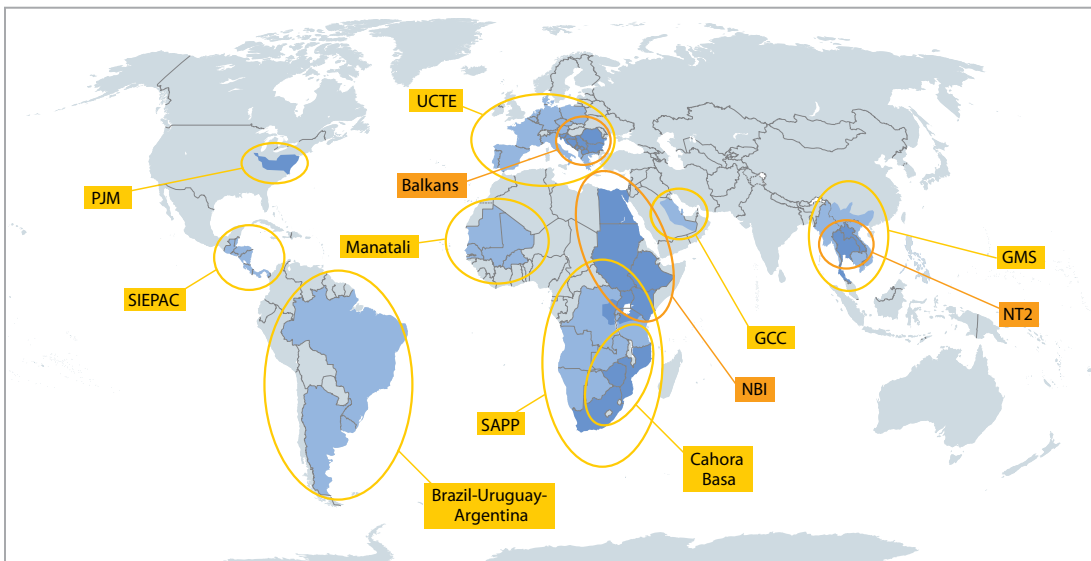 UCTE
Balkans
PJM
Manatali
GMS
SIEPAC
NT2
GCC
NBI
SAPP
Cahora
Basa
Brazil-Uruguay-
Argentina